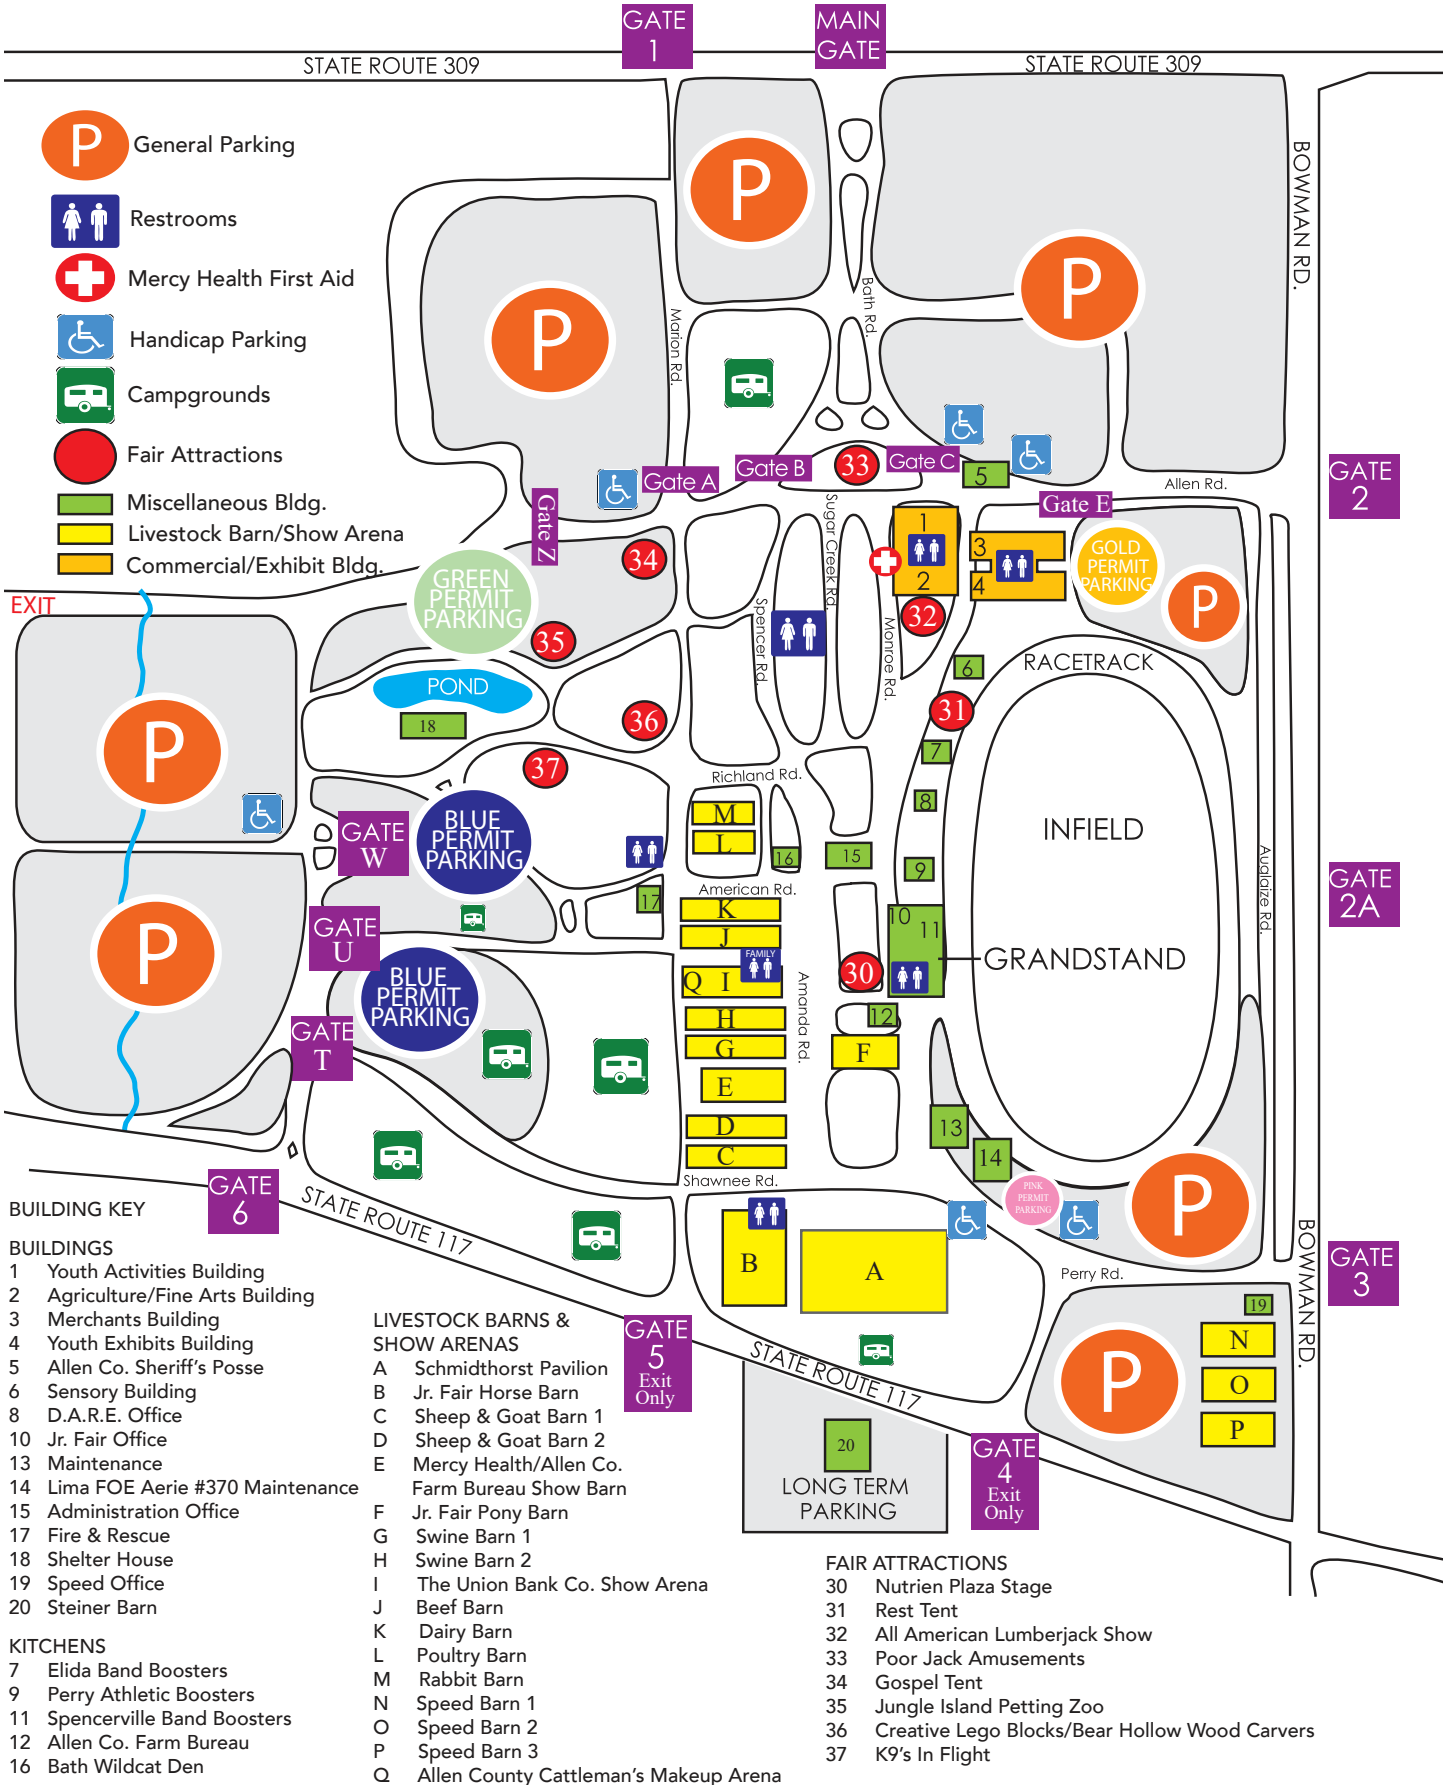 GATE
1
MAIN
GATE
STATE ROUTE 309
STATE ROUTE 309
P
General Parking
Restrooms
Mercy Health First Aid
Handicap Parking
Campgrounds
Fair Attractions
Miscellaneous Bldg.
Livestock Barn/Show Arena
Commercial/Exhibit Bldg.
P
P
P
BOWMAN RD.
Marion Rd.
Bath Rd.
Gate A
Gate B
33
Gate C
5
Allen Rd.
GATE
2
Gate Z
Gate E
34
Sugar Creek Rd.
1
2
3
4
GOLD
PERMIT
PARKING
P
GREEN
PERMIT
PARKING
EXIT
35
Spencer Rd.
Monroe Rd.
32
6
RACETRACK
POND
18
36
31
P
37
7
Richland Rd.
M
L
16
15
8
INFIELD
GATE
W
BLUE
PERMIT
PARKING
9
Auglaize Rd.
GATE
2A
American Rd.
17
K
J
10
11
GATE
U
P
FAMILY
Q I
30
GRANDSTAND
BLUE
PERMIT
PARKING
Amanda Rd.
H
12
GATE
T
G
F
E
D
13
C
14
Shawnee Rd.
PINK
PERMIT
PARKING
P
GATE
6
STATE ROUTE 117
B
A
Perry Rd.
BOWMAN RD.
GATE
3
19
N
O
P
P
GATE
5
Exit
Only
STATE ROUTE 117
20
LONG TERM
PARKING
GATE
4
Exit
Only
BUILDING KEY
BUILDINGS
1 Youth Activities Building
2 Agriculture/Fine Arts Building
3 Merchants Building
4 Youth Exhibits Building
5 Allen Co. Sheriff's Posse
6 Sensory Building
8 D.A.R.E. Office
10 Jr. Fair Office
13 Maintenance
14 Lima FOE Aerie #370 Maintenance
15 Administration Office
17 Fire & Rescue
18 Shelter House
19 Speed Office
20 Steiner Barn
KITCHENS
7 Elida Band Boosters
9 Perry Athletic Boosters
11 Spencerville Band Boosters
12 Allen Co. Farm Bureau
16 Bath Wildcat Den
LIVESTOCK BARNS &
SHOW ARENAS
A Schmidthorst Pavilion
B Jr. Fair Horse Barn
C Sheep & Goat Barn 1
D Sheep & Goat Barn 2
E Mercy Health/Allen Co.
Farm Bureau Show Barn
F Jr. Fair Pony Barn
G Swine Barn 1
H Swine Barn 2
I The Union Bank Co. Show Arena
J Beef Barn
K Dairy Barn
L Poultry Barn
M Rabbit Barn
N Speed Barn 1
O Speed Barn 2
P Speed Barn 3
Q Allen County Cattleman's Makeup Arena
FAIR ATTRACTIONS
30 Nutrien Plaza Stage
31 Rest Tent
32 All American Lumberjack Show
33 Poor Jack Amusements
34 Gospel Tent
35 Jungle Island Petting Zoo
36 Creative Lego Blocks/Bear Hollow Wood Carvers
37 K9's In Flight